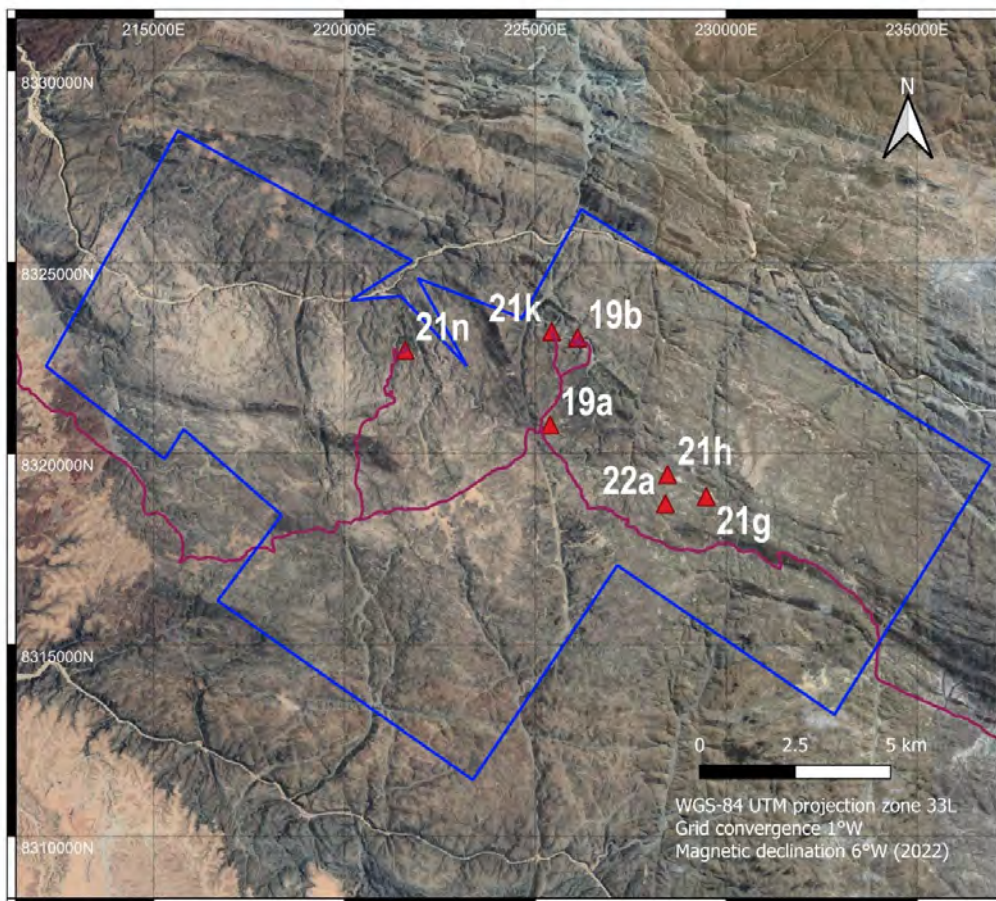 215000E 220000E 225000E 230000E 235000E
8330000N
N
8325000N
21k 19b
21n
19a
8320000N
21h
22a
21g
8315000N
0 2.5 5 km
WGS-84 UTM projection zone 33L
Grid convergence 1°W
8310000N
Magnetic declination 6°W (2022)